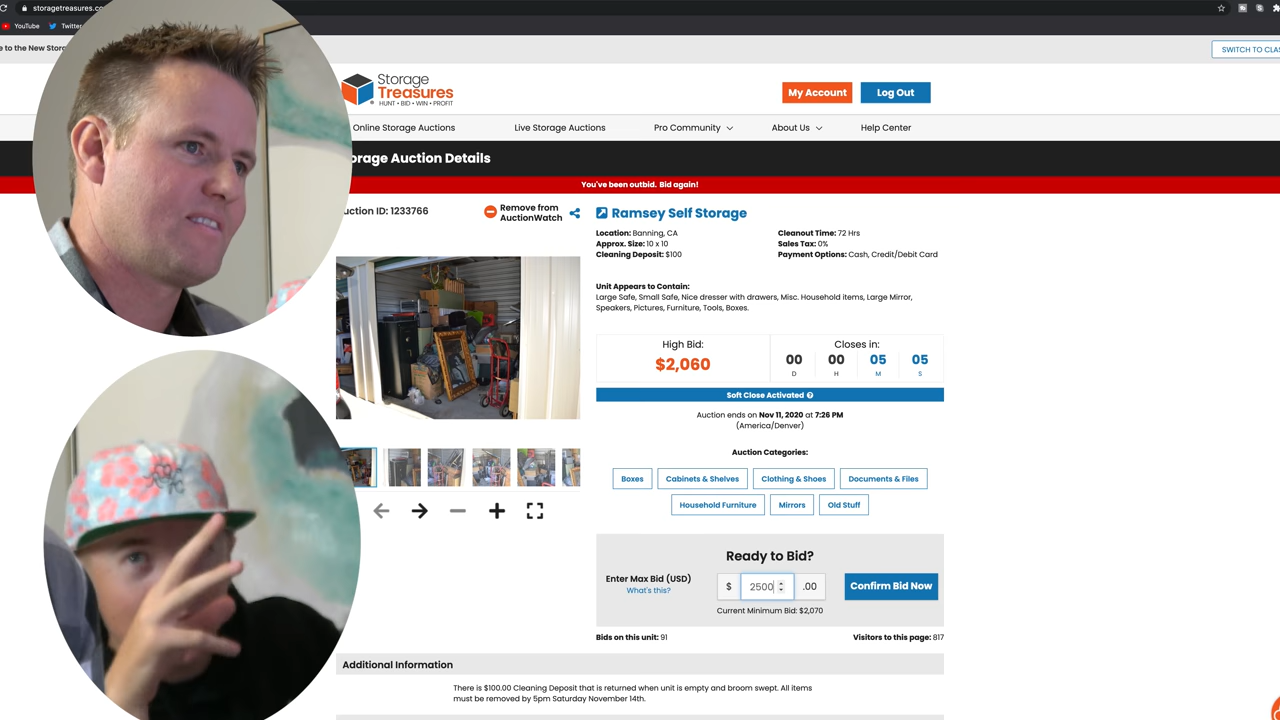 storagetreasures.co
YouTube
Twitter
e to the New Stor
SWITCH TO CLAS
Storage
Treasures
HUNT • BID • WIN • PROFIT
My Account
Log Out
Online Storage Auctions
Live Storage Auctions
Pro Community
About Us
Help Center
orage Auction Details
You've been outbid. Bid again!
uction ID: 1233766
Remove from
AuctionWatch
Ramsey Self Storage
Location: Banning, CA
Approx. Size: 10 x 10
Cleaning Deposit: $100
Cleanout Time: 72 Hrs
Sales Tax: 0%
Payment Options: Cash, Credit/Debit Card
Unit Appears to Contain:
Large Safe, Small Safe, Nice dresser with drawers, Misc. Household items, Large Mirror,
Speakers, Pictures, Furniture, Tools, Boxes.
High Bid:
$2,060
Closes in:
00 00 05 05
D H M S
Soft Close Activated
Auction ends on Nov 11, 2020 at 7:26 PM
(America/Denver)
Auction Categories:
Boxes
Cabinets & Shelves
Clothing & Shoes
Documents & Files
Household Furniture
Mirrors
Old Stuff
Ready to Bid?
Enter Max Bid (USD)
What's this?
$ 2500 .00
Confirm Bid Now
Current Minimum Bid: $2,070
Bids on this unit: 91
Visitors to this page: 817
Additional Information
There is $100.00 Cleaning Deposit that is returned when unit is empty and broom swept. All items
must be removed by 5pm Saturday November 14th.